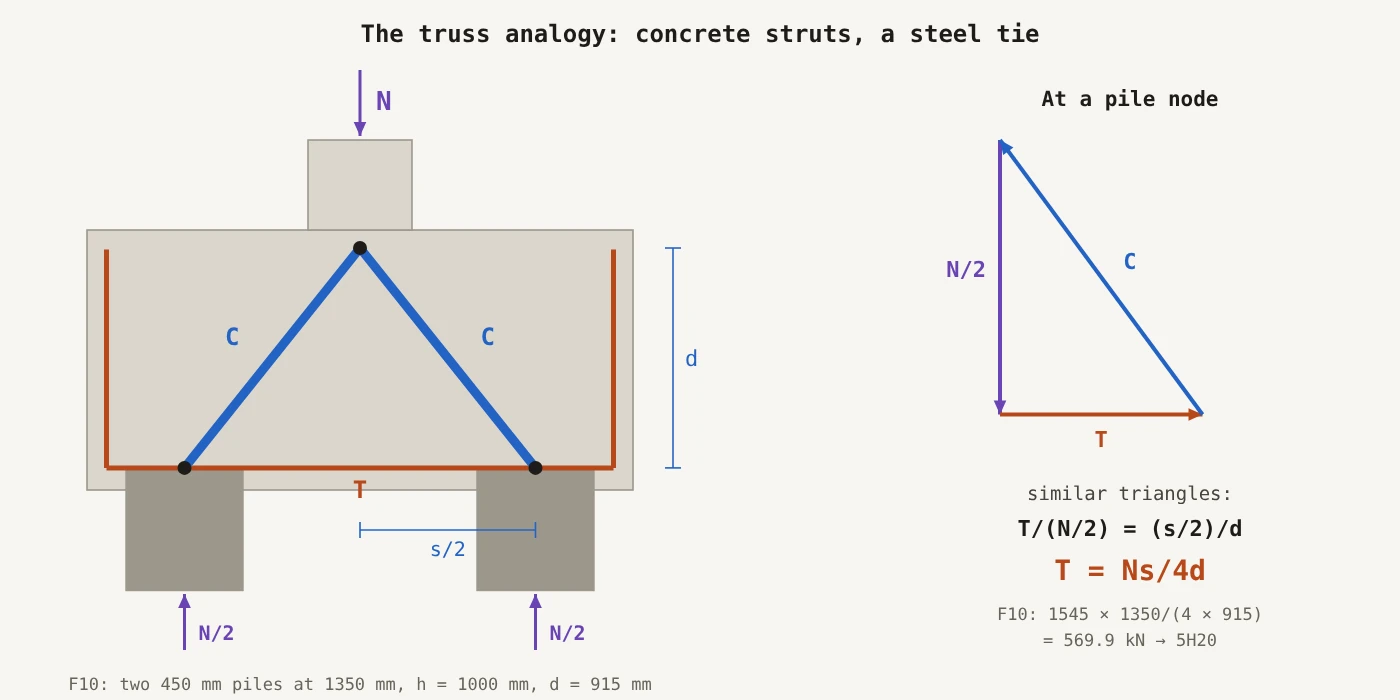 The truss analogy: concrete struts, a steel tie
N
At a pile node
N/2
C
C
C
d
T
T
s/2
similar triangles:
T/(N/2) = (s/2)/d
T = Ns/4d
F10: 1545 × 1350/(4 × 915)
= 569.9 kN → 5H20
N/2
N/2
F10: two 450 mm piles at 1350 mm, h = 1000 mm, d = 915 mm